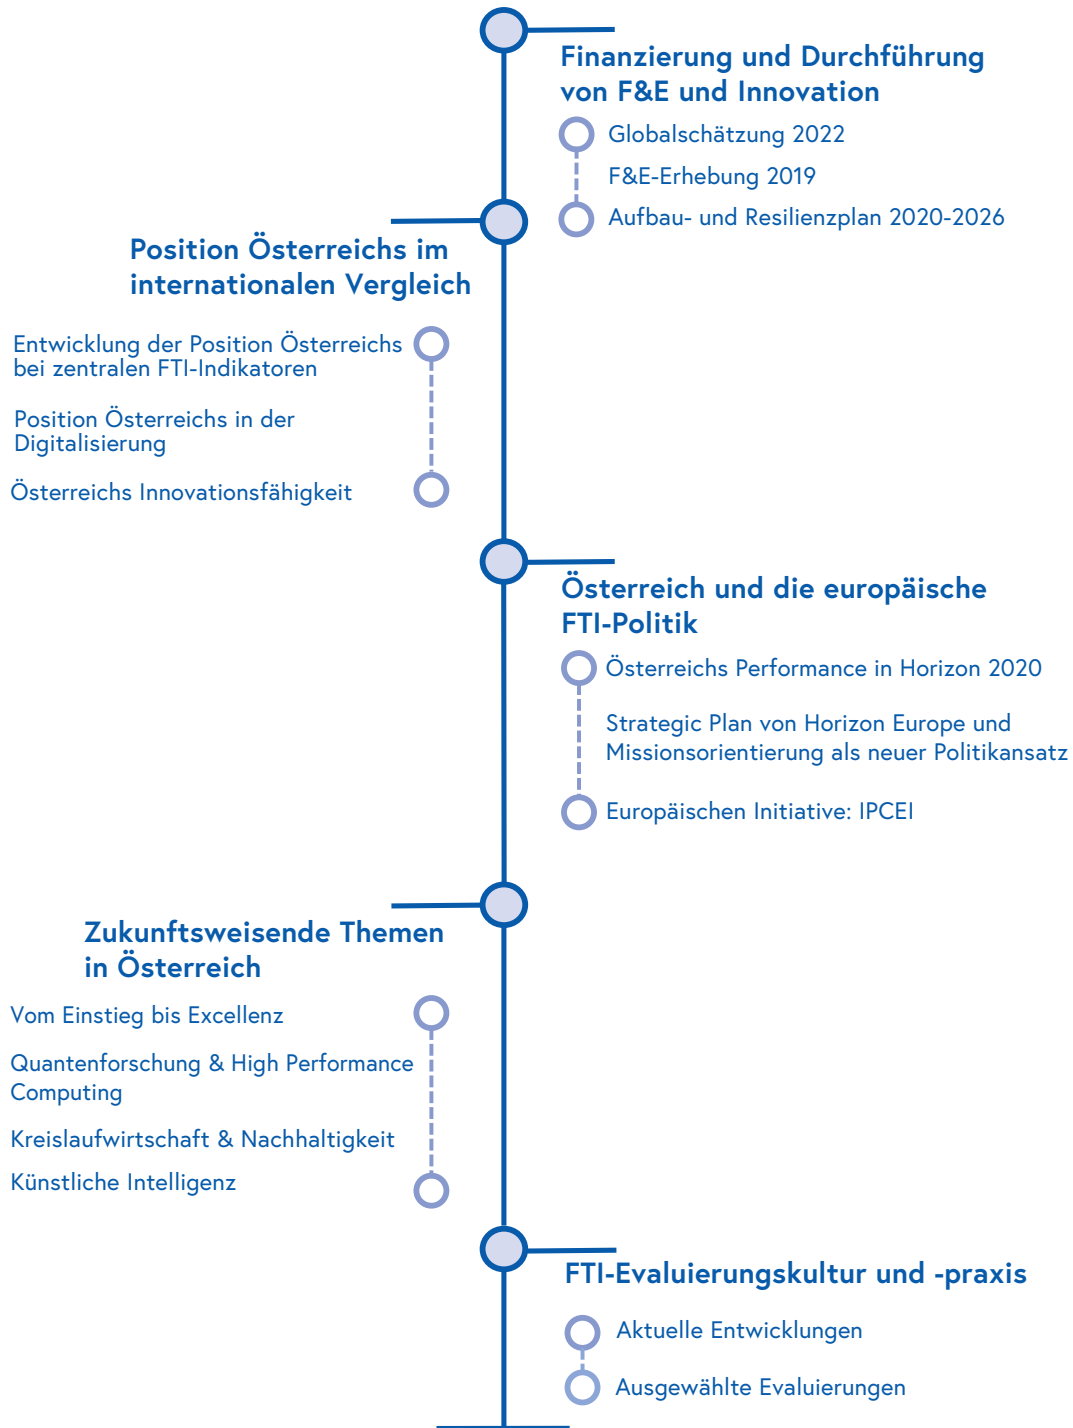 Finanzierung und Durchführung
von F&E und Innovation
Globalschätzung 2022
F&E-Erhebung 2019
Aufbau- und Resilienzplan 2020-2026
Position Österreichs im
internationalen Vergleich
Entwicklung der Position Österreichs
bei zentralen FTI-Indikatoren
Position Österreichs in der
Digitalisierung
Österreichs Innovationsfähigkeit
Österreich und die europäische
FTI-Politik
Österreichs Performance in Horizon 2020
Strategic Plan von Horizon Europe und
Missionsorientierung als neuer Politikansatz
Europäischen Initiative: IPCEI
Zukunftsweisende Themen
in Österreich
Vom Einstieg bis Excellenz
Quantenforschung & High Performance
Computing
Kreislaufwirtschaft & Nachhaltigkeit
Künstliche Intelligenz
FTI-Evaluierungskultur und -praxis
Aktuelle Entwicklungen
Ausgewählte Evaluierungen